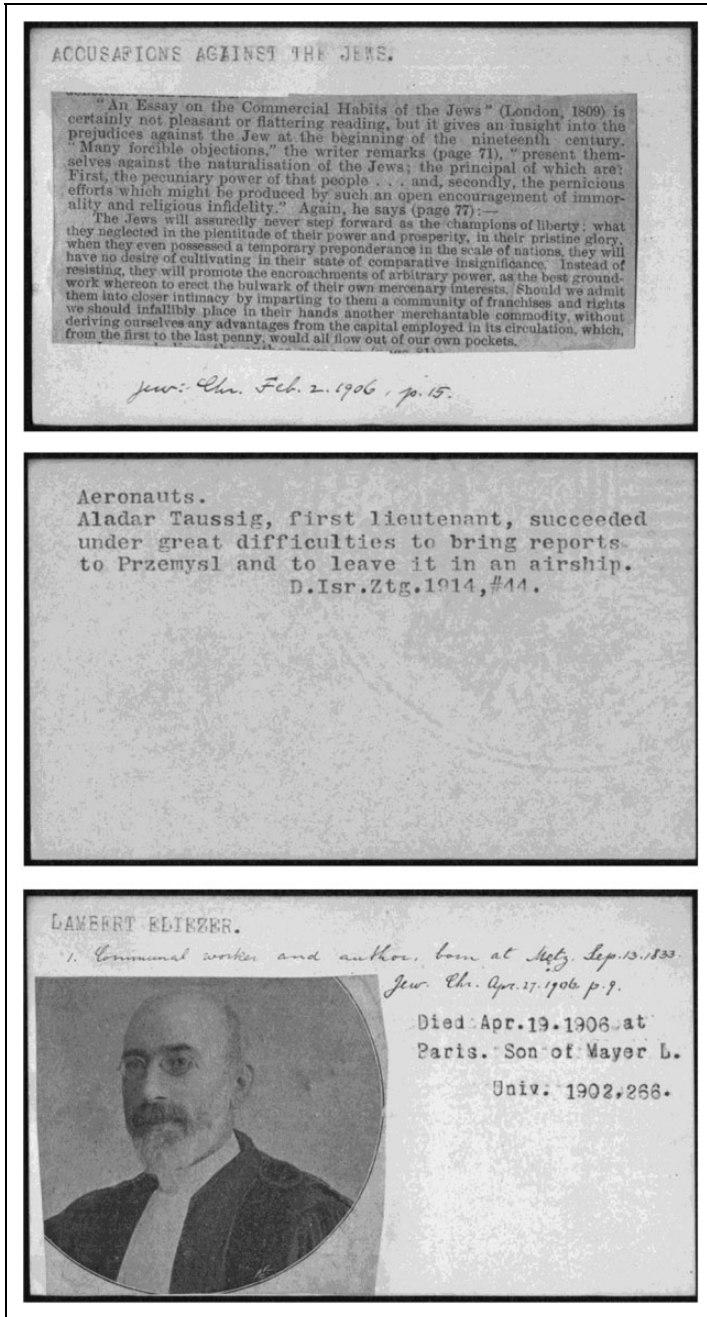 ACCUSATIONS AGAINST THE JEWS.
"An Essay on the Commercial Habits of the Jews" (London, 1809) is
certainly not pleasant or flattering reading, but it gives an insight into the
prejudices against the Jew at the beginning of the nineteenth century.
"Many forcible objections," the writer remarks (page 71), "present them-
selves against the naturalisation of the Jews; the principal of which are:
First, the pecuniary power of that people . . . and, secondly, the pernicious
efforts which might be produced by such an open encouragement of immor-
ality and religious infidelity." Again, he says (page 77):—
The Jews will assuredly never step forward as the champions of liberty; what
they neglected in the plentitude of their power and prosperity, in their pristine glory,
when they even possessed a temporary preponderance in the scale of nations, they will
have no desire of cultivating in their state of comparative insignificance. Instead of
resisting, they will promote the encroachments of arbitrary power, as the best ground-
work whereon to erect the bulwark of their own mercenary interests. Should we admit
them into closer intimacy by imparting to them a community of franchises and rights
we should infallibly place in their hands another merchantable commodity, without
deriving ourselves any advantages from the capital employed in its circulation, which,
from the first to the last penny, would all flow out of our own pockets.
Jew: Chr. Feb. 2. 1906, p. 15.
Aeronauts.
Aladar Taussig, first lieutenant, succeeded
under great difficulties to bring reports
to Przemysl and to leave it in an airship.
D.Isr.Ztg.1914,#44.
LAMBERT ELIEZER.
1. Communal worker and author, born at Metz. Sep. 13. 1833
Jew. Chr. Apr. 27. 1906. p. 9.
Died Apr.19.1906 at
Paris. Son of Mayer L.
Univ. 1902,266.